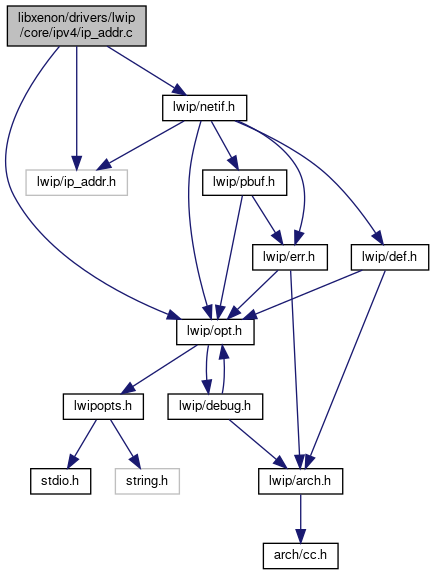 libxenon/drivers/lwip
/core/ipv4/ip_addr.c
lwip/netif.h
lwip/ip_addr.h
lwip/pbuf.h
lwip/err.h
lwip/def.h
lwip/opt.h
lwipopts.h
lwip/debug.h
stdio.h
string.h
lwip/arch.h
arch/cc.h